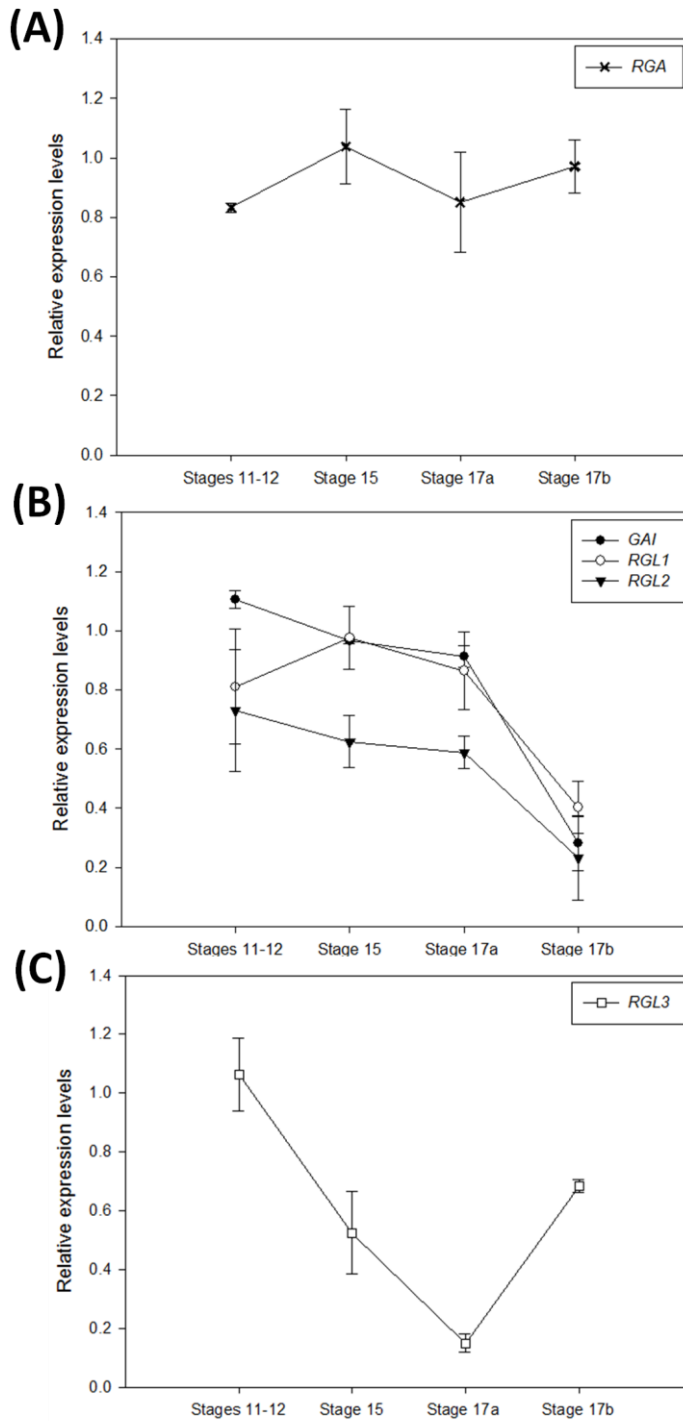 (A)
1.4
1.2
1.0
0.8
0.6
0.4
0.2
0.0
Relative expression levels
RGA
Stages 11-12 Stage 15 Stage 17a Stage 17b
(B)
1.4
1.2
1.0
0.8
0.6
0.4
0.2
0.0
Relative expression levels
GAI
RGL1
RGL2
Stages 11-12 Stage 15 Stage 17a Stage 17b
(C)
1.4
1.2
1.0
0.8
0.6
0.4
0.2
0.0
Relative expression levels
RGL3
Stages 11-12 Stage 15 Stage 17a Stage 17b